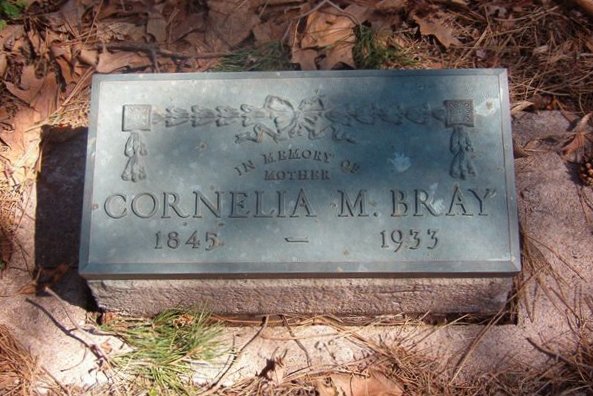 IN MEMORY OF
MOTHER
CORNELIA M. BRAY
1845 — 1933